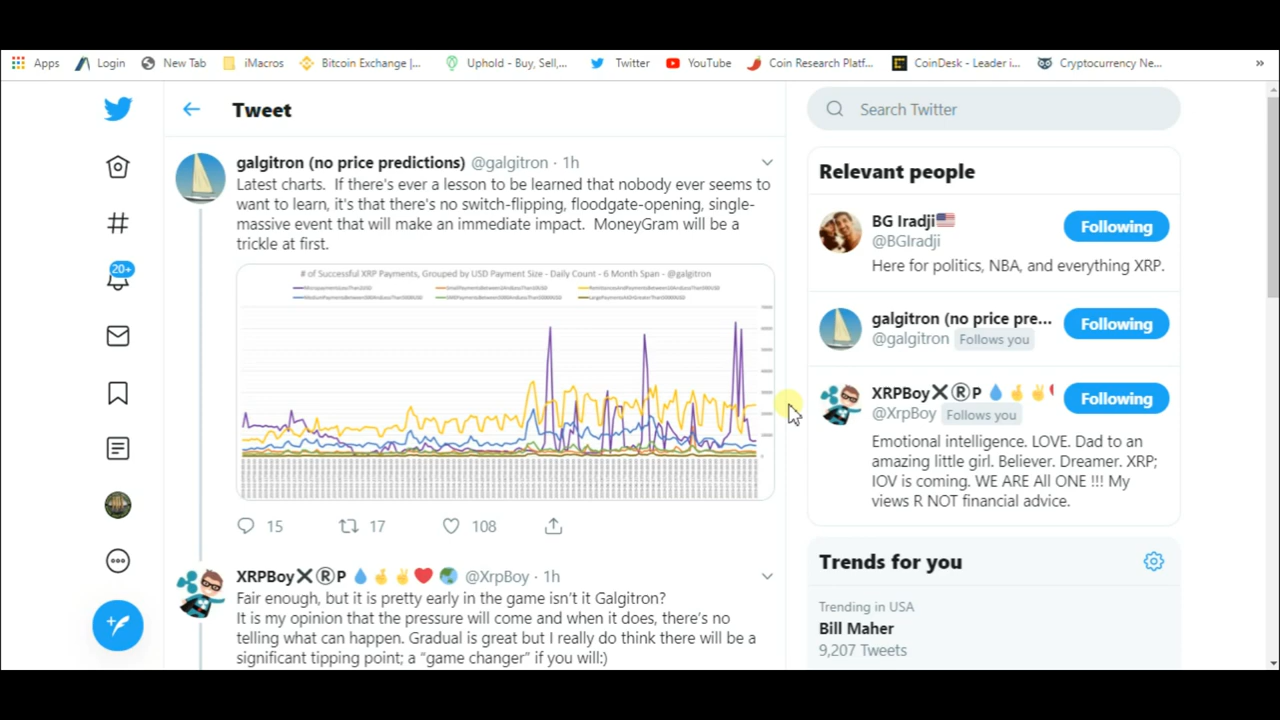 Apps Login New Tab iMacros Bitcoin Exchange |... Uphold - Buy, Sell,... Twitter YouTube Coin Research Platf... CoinDesk - Leader i... Cryptocurrency Ne... »
Tweet
galgitron (no price predictions) @galgitron · 1h
Latest charts. If there's ever a lesson to be learned that nobody ever seems to
want to learn, it's that there's no switch-flipping, floodgate-opening, single-
massive event that will make an immediate impact. MoneyGram will be a
trickle at first.
# of Successful XRP Payments, Grouped by USD Payment Size - Daily Count - 6 Month Span - @galgitron
15 17 108
XRPBoy❌ⓇP 💧🤞✌❤🌎 @XrpBoy · 1h
Fair enough, but it is pretty early in the game isn't it Galgitron?
It is my opinion that the pressure will come and when it does, there's no
telling what can happen. Gradual is great but I really do think there will be a
significant tipping point; a "game changer" if you will:)
20+
Search Twitter
Relevant people
BG Iradji🇺🇸
@BGIradji
Following
Here for politics, NBA, and everything XRP.
galgitron (no price pre...
@galgitron Follows you
Following
XRPBoy❌ⓇP 💧🤞✌
@XrpBoy Follows you
Following
Emotional intelligence. LOVE. Dad to an
amazing little girl. Believer. Dreamer. XRP;
IOV is coming. WE ARE All ONE !!! My
views R NOT financial advice.
Trends for you
Trending in USA
Bill Maher
9,207 Tweets